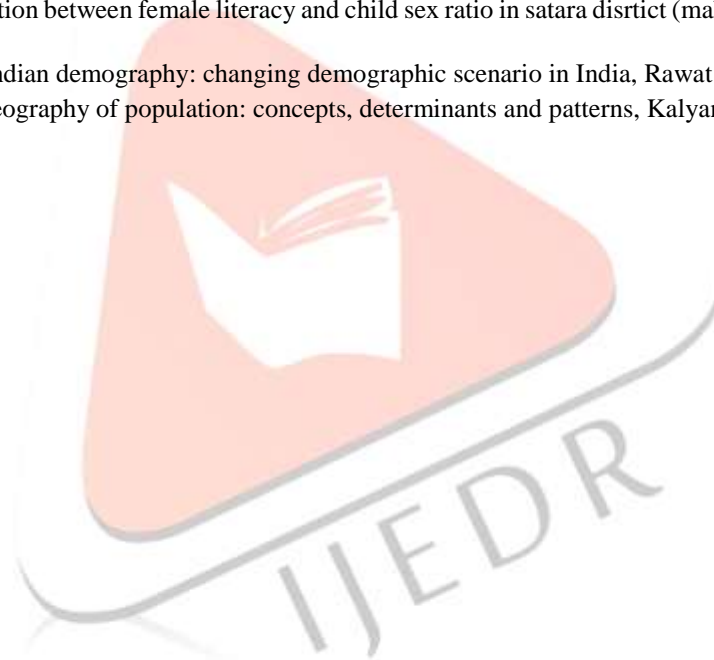 tion between female literacy and child sex ratio in satara disrtict (ma
ndian demography: changing demographic scenario in India, Rawat
eography of population: concepts, determinants and patterns, Kalyan
IJEDR